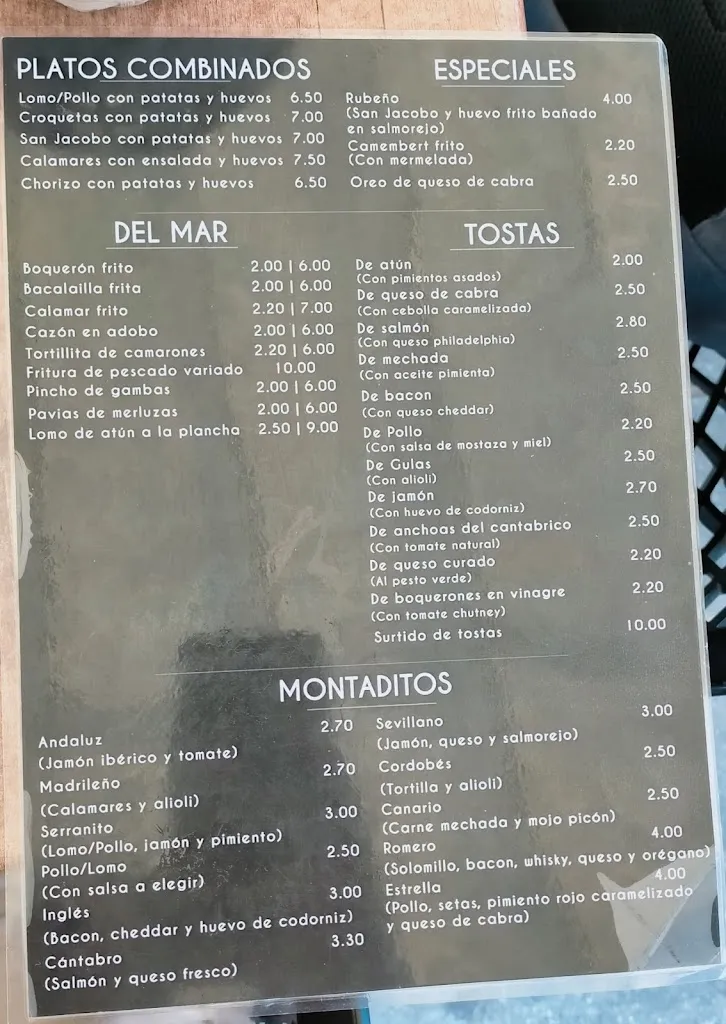 PLATOS COMBINADOS
Lomo/Pollo con patatas y huevos 6.50
Croquetas con patatas y huevos 7.00
San Jacobo con patatas y huevos 7.00
Calamares con ensalada y huevos 7.50
Chorizo con patatas y huevos 6.50
ESPECIALES
Rubeño 4.00
(San Jacobo y huevo frito bañado
en salmorejo)
Camembert frito 2.20
(Con mermelada)
Oreo de queso de cabra 2.50
DEL MAR
Boquerón frito 2.00 | 6.00
Bacalailla frita 2.00 | 6.00
Calamar frito 2.20 | 7.00
Cazón en adobo 2.00 | 6.00
Tortillita de camarones 2.20 | 6.00
Fritura de pescado variado 10.00
Pincho de gambas 2.00 | 6.00
Pavias de merluzas 2.00 | 6.00
Lomo de atún a la plancha 2.50 | 9.00
TOSTAS
De atún 2.00
(Con pimientos asados)
De queso de cabra 2.50
(Con cebolla caramelizada)
De salmón 2.80
(Con queso philadelphia)
De mechada 2.50
(Con aceite pimienta)
De bacon 2.50
(Con queso cheddar)
De Pollo 2.20
(Con salsa de mostaza y miel)
De Gulas 2.50
(Con alioli)
De jamón 2.70
(Con huevo de codorniz)
De anchoas del cantabrico 2.50
(Con tomate natural)
De queso curado 2.20
(Al pesto verde)
De boquerones en vinagre 2.20
(Con tomate chutney)
Surtido de tostas 10.00
MONTADITOS
Andaluz 2.70
(Jamón ibérico y tomate)
Madrileño 2.70
(Calamares y alioli)
Serranito 3.00
(Lomo/Pollo, jamón y pimiento)
Pollo/Lomo 2.50
(Con salsa a elegir)
Inglés 3.00
(Bacon, cheddar y huevo de codorniz)
Cántabro 3.30
(Salmón y queso fresco)
Sevillano 3.00
(Jamón, queso y salmorejo)
Cordobés 2.50
(Tortilla y alioli)
Canario 2.50
(Carne mechada y mojo picón)
Romero 4.00
(Solomillo, bacon, whisky, queso y orégano)
Estrella 4.00
(Pollo, setas, pimiento rojo caramelizado
y queso de cabra)